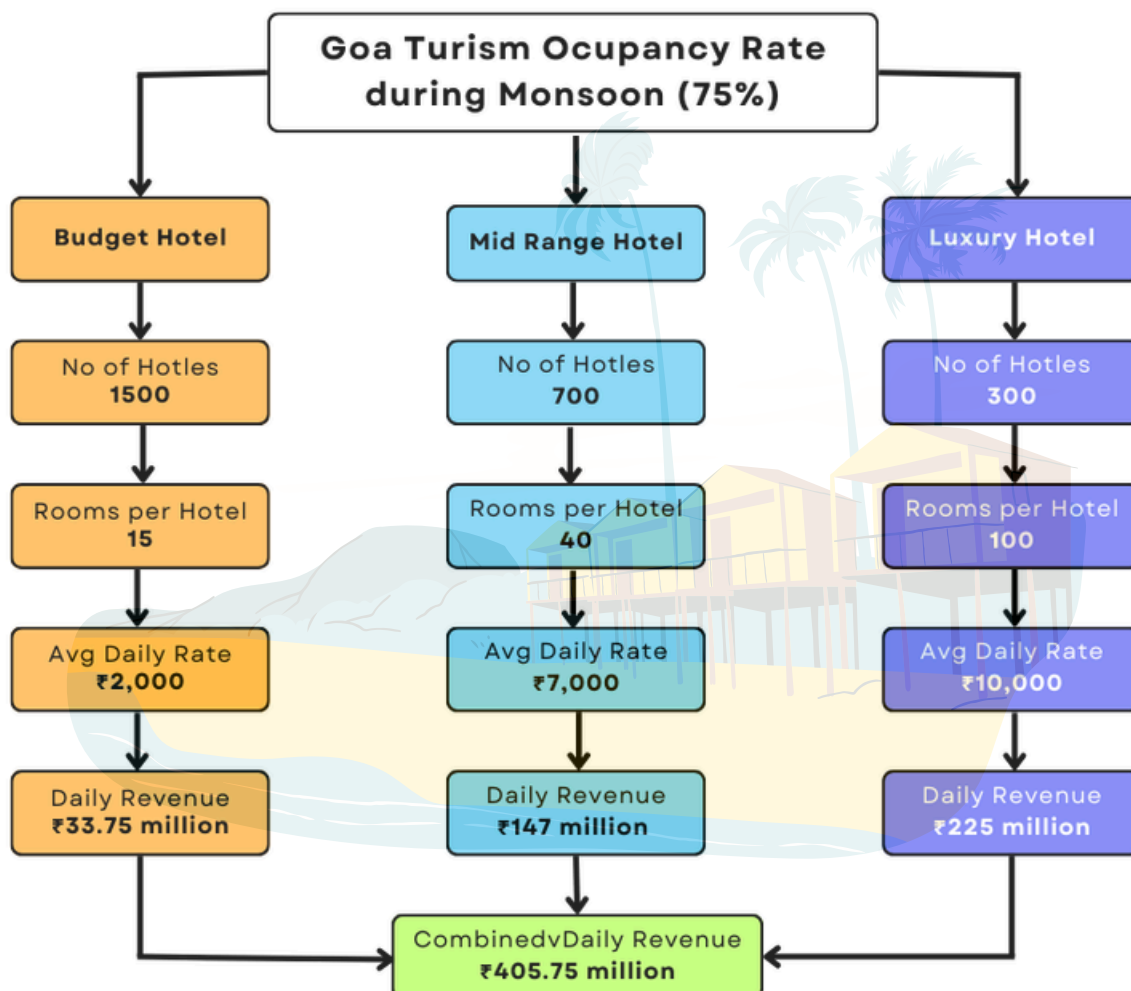 Goa Turism Ocupancy Rate
during Monsoon (75%)
Budget Hotel
No of Hotles
1500
Rooms per Hotel
15
Avg Daily Rate
₹2,000
Daily Revenue
₹33.75 million
Mid Range Hotel
No of Hotles
700
Rooms per Hotel
40
Avg Daily Rate
₹7,000
Daily Revenue
₹147 million
Luxury Hotel
No of Hotles
300
Rooms per Hotel
100
Avg Daily Rate
₹10,000
Daily Revenue
₹225 million
CombinedvDaily Revenue
₹405.75 million